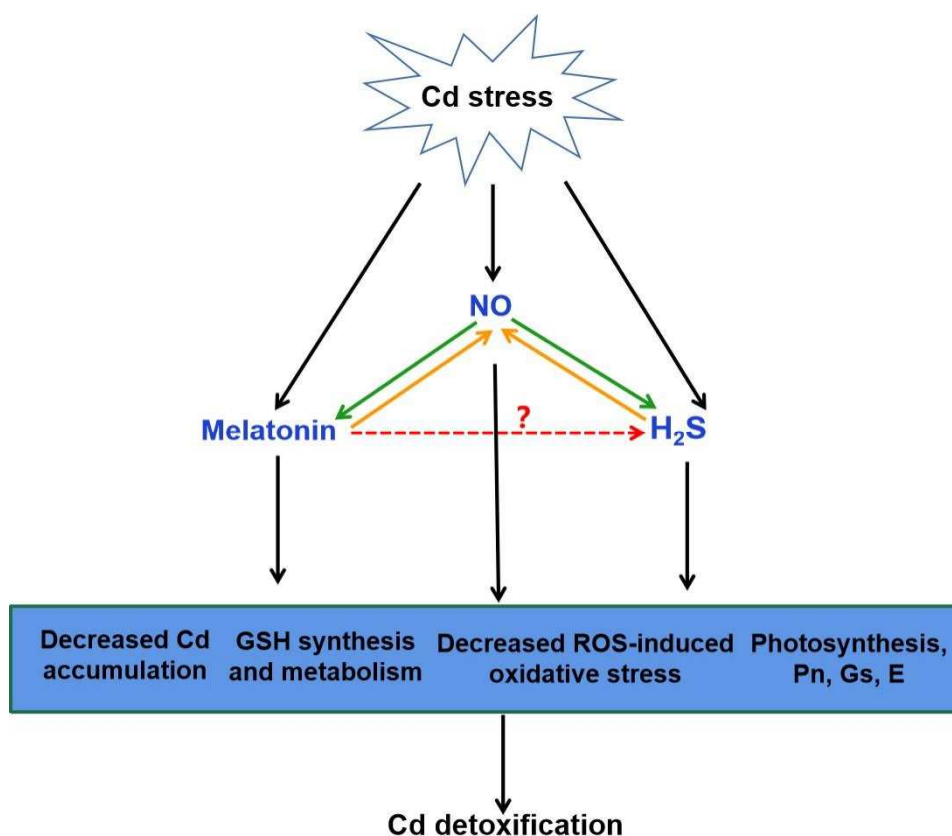 Cd stress
NO
?
Melatonin
H₂S
Decreased Cd
accumulation
GSH synthesis
and metabolism
Decreased ROS-induced
oxidative stress
Photosynthesis,
Pn, Gs, E
Cd detoxification